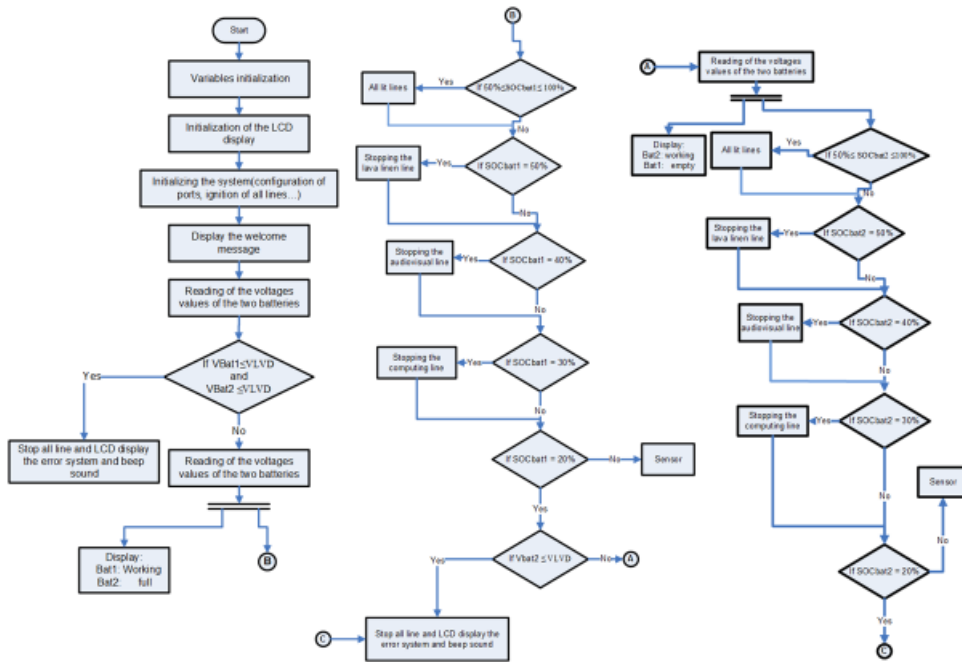 Start
Variables initialization
Initialization of the LCD
display
Initializing the system(configuration of
ports, ignition of all lines....)
Display the welcome
message
Reading of the voltages
values of the two batteries
If VBat1≤VLVD
and
VBat2 ≤VLVD
Yes
No
Stop all line and LCD display
the error system and beep
sound
Reading of the voltages
values of the two batteries
Display:
Bat1: Working
Bat2: full
B
B
If 50%≤SOCbat1≤ 100%
Yes
All lit lines
No
If SOCbat1 = 50%
Yes
Stopping the
lava linen line
No
If SOCbat1 = 40%
Yes
Stopping the
audiovisual line
No
If SOCbat1 = 30%
Yes
Stopping the
computing line
No
If SOCbat1 = 20%
No
Sensor
Yes
If Vbat2 ≤VLVD
No
A
Yes
C
Stop all line and LCD display the
error system and beep sound
A
Reading of the voltages
values of the two batteries
Display:
Bat2: working
Bat1: empty
If 50%≤ SOCbat2 ≤100%
Yes
All lit lines
No
If SOCbat2 = 50%
Yes
Stopping the
lava linen line
No
If SOCbat2 = 40%
Yes
Stopping the
audiovisual line
No
If SOCbat2 = 30%
Yes
Stopping the
computing line
No
If SOCbat2 = 20%
No
Sensor
Yes
C